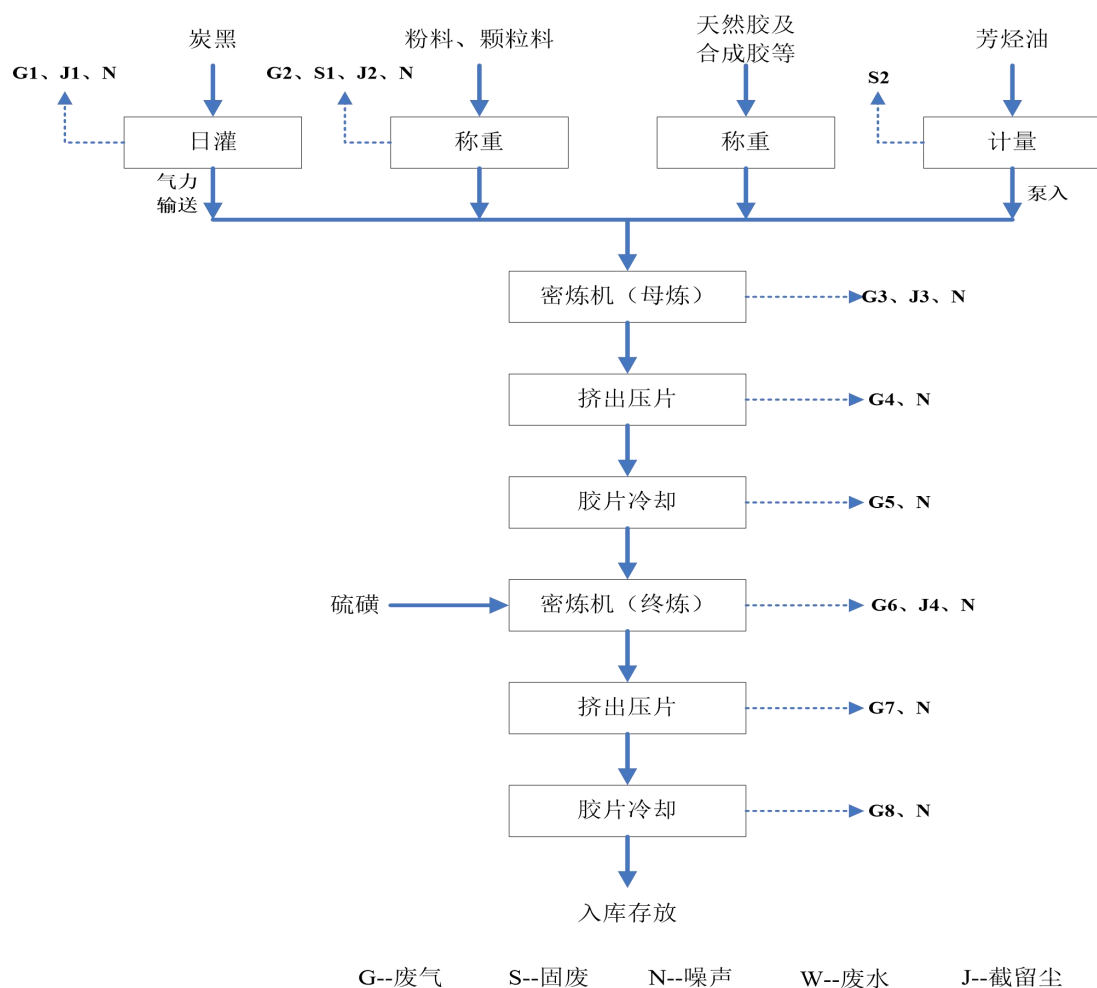 炭黑
粉料、颗粒料
天然胶及
合成胶等
芳烃油
G1、J1、N
G2、S1、J2、N
S2
日灌
称重
称重
计量
气力
输送
泵入
密炼机（母炼）
G3、J3、N
挤出压片
G4、N
胶片冷却
G5、N
硫磺
密炼机（终炼）
G6、J4、N
挤出压片
G7、N
胶片冷却
G8、N
入库存放
G--废气 S--固废 N--噪声 W--废水 J--截留尘